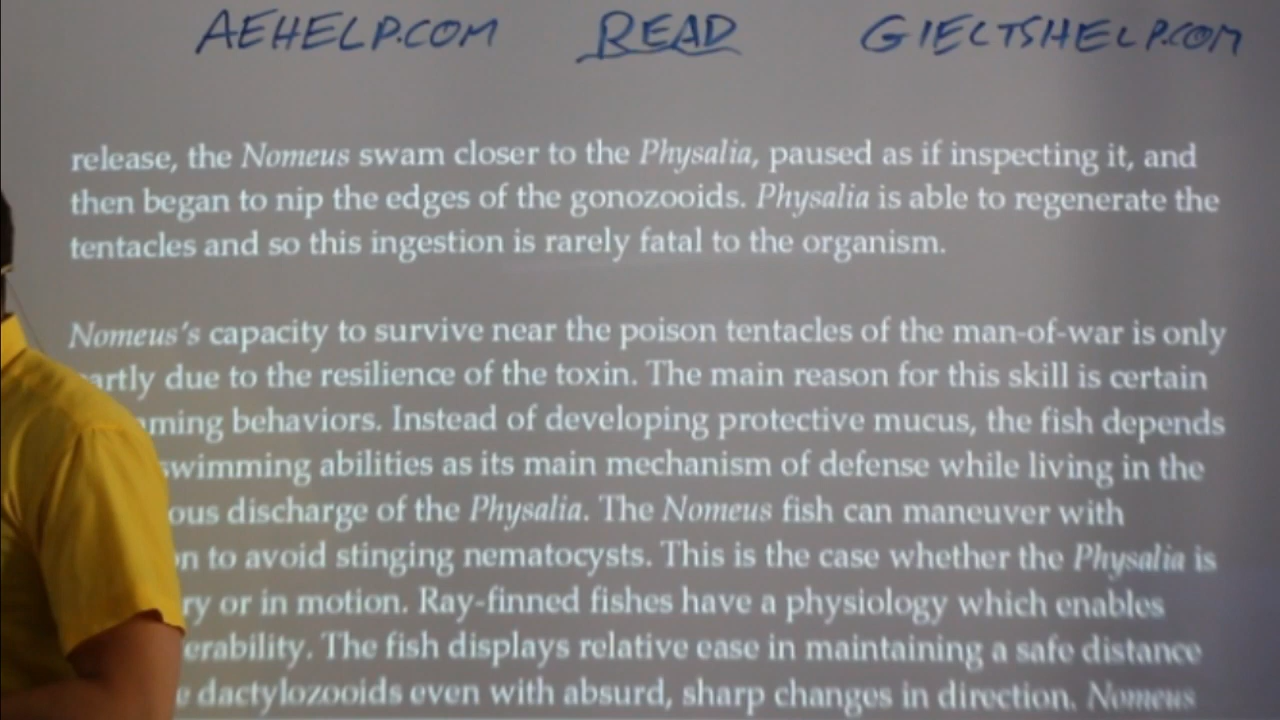 AEHELP.COM READ GIELTSHELP.COM
release, the Nomeus swam closer to the Physalia, paused as if inspecting it, and
then began to nip the edges of the gonozooids. Physalia is able to regenerate the
tentacles and so this ingestion is rarely fatal to the organism.
Nomeus's capacity to survive near the poison tentacles of the man-of-war is only
artly due to the resilience of the toxin. The main reason for this skill is certain
ming behaviors. Instead of developing protective mucus, the fish depends
swimming abilities as its main mechanism of defense while living in the
ous discharge of the Physalia. The Nomeus fish can maneuver with
n to avoid stinging nematocysts. This is the case whether the Physalia is
ry or in motion. Ray-finned fishes have a physiology which enables
erability. The fish displays relative ease in maintaining a safe distance
e dactylozooids even with absurd, sharp changes in direction. Nomeus